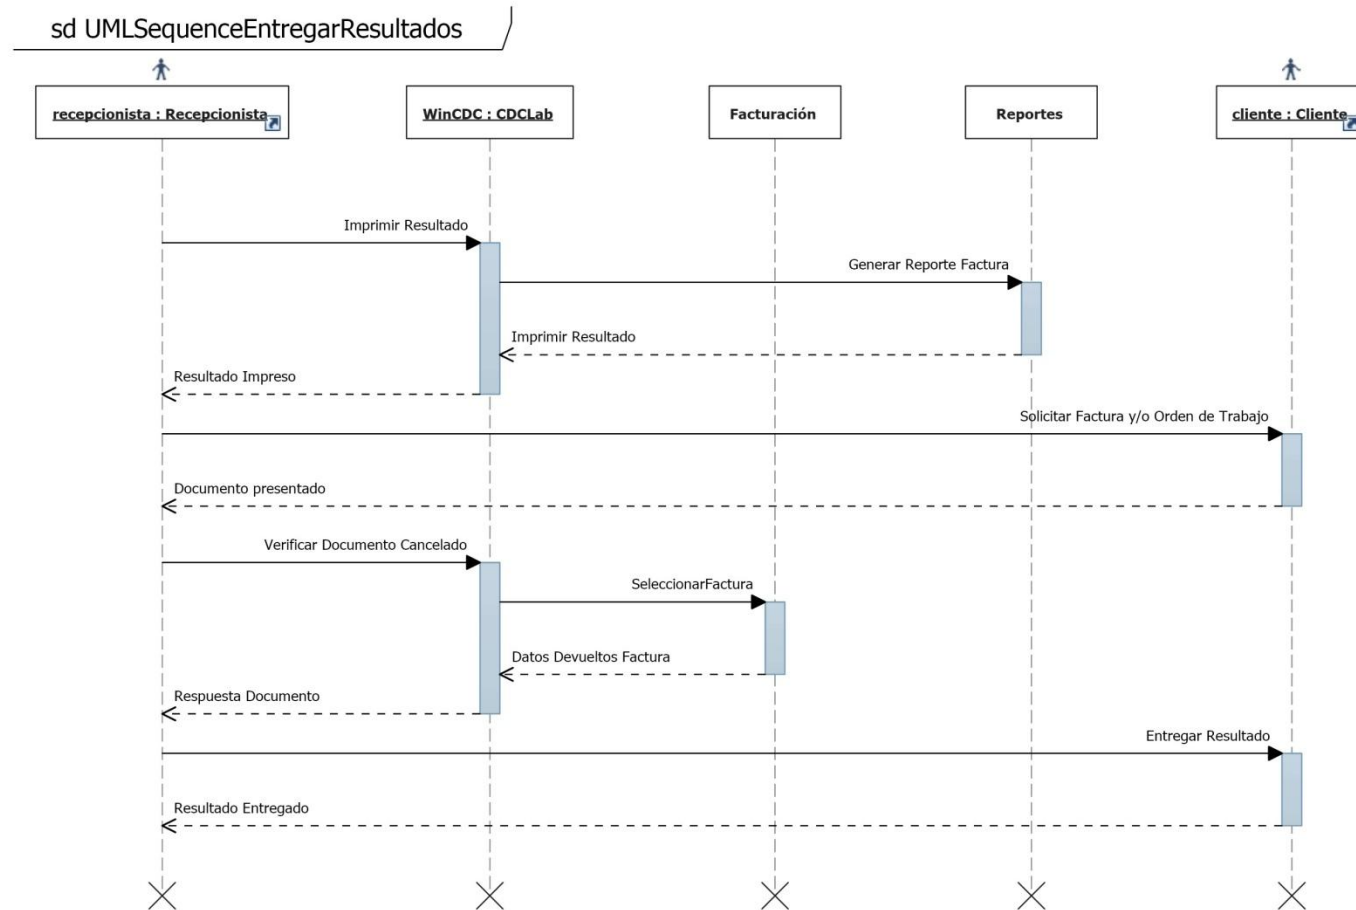 sd UMLSequenceEntregarResultados
recepcionista : Recepcionista
WinCDC : CDCLab
Facturación
Reportes
cliente : Cliente
Imprimir Resultado
Generar Reporte Factura
Imprimir Resultado
Resultado Impreso
Solicitar Factura y/o Orden de Trabajo
Documento presentado
Verificar Documento Cancelado
SeleccionarFactura
Datos Devueltos Factura
Respuesta Documento
Entregar Resultado
Resultado Entregado